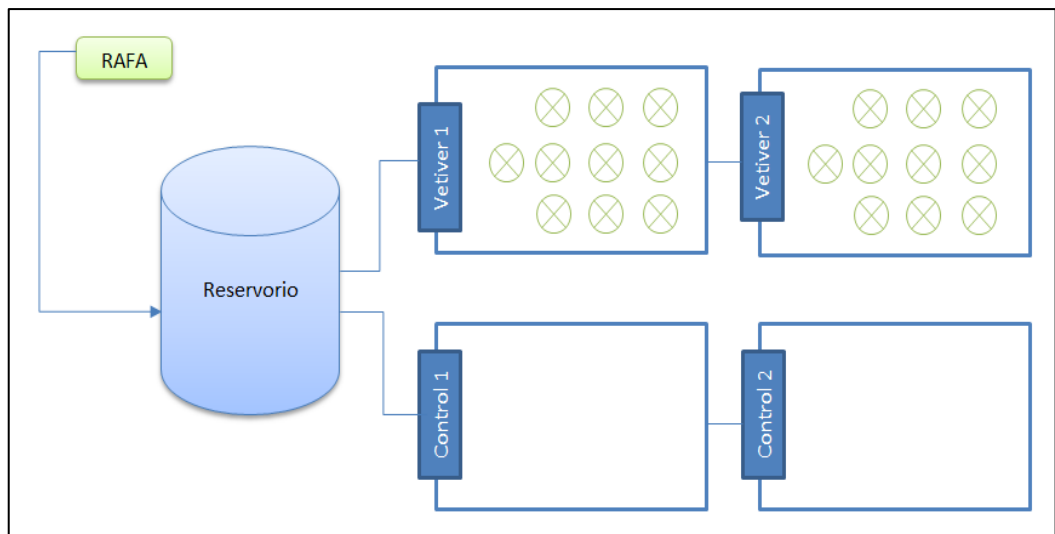 RAFA
Vetiver 1
Vetiver 2
Reservorio
Control 1
Control 2